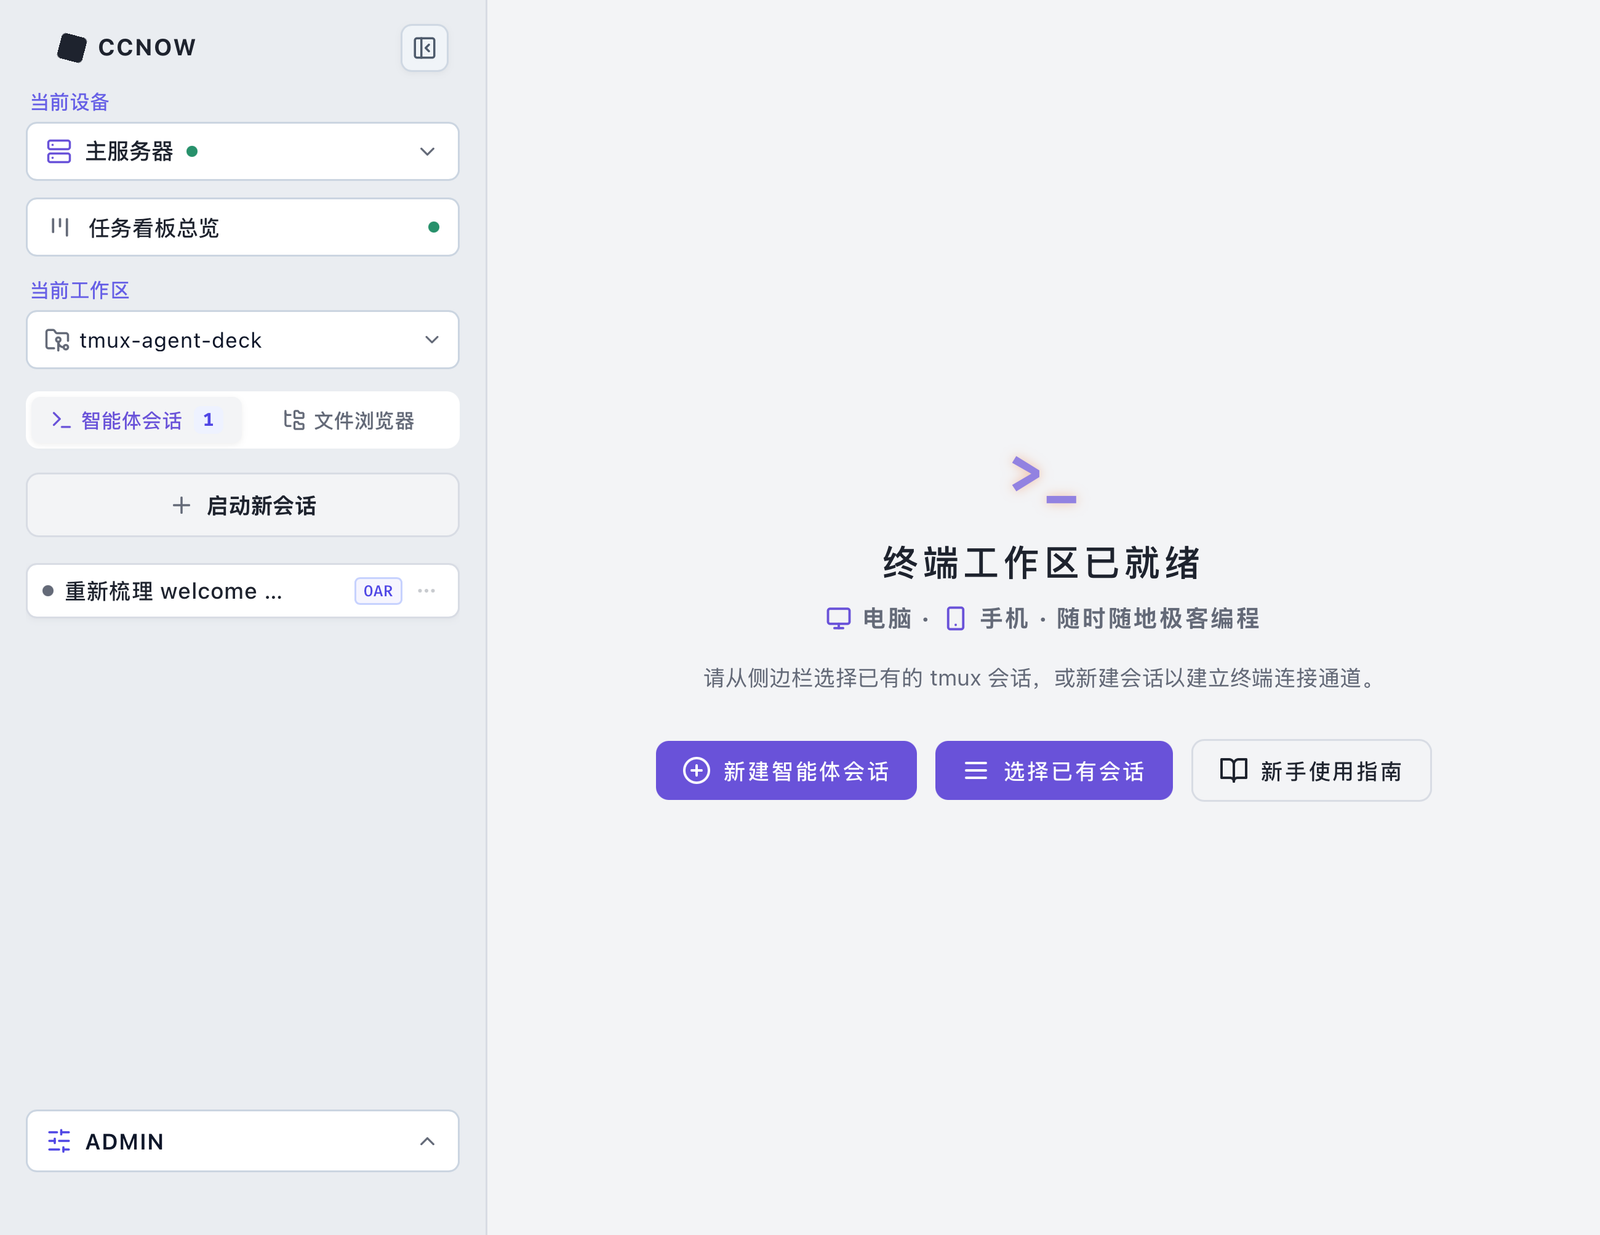 CCNOW
当前设备
主服务器
任务看板总览
当前工作区
tmux-agent-deck
智能体会话 1
文件浏览器
启动新会话
重新梳理 welcome ...
OAR
ADMIN
>_
终端工作区已就绪
电脑 · 手机 · 随时随地极客编程
请从侧边栏选择已有的 tmux 会话，或新建会话以建立终端连接通道。
新建智能体会话
选择已有会话
新手使用指南